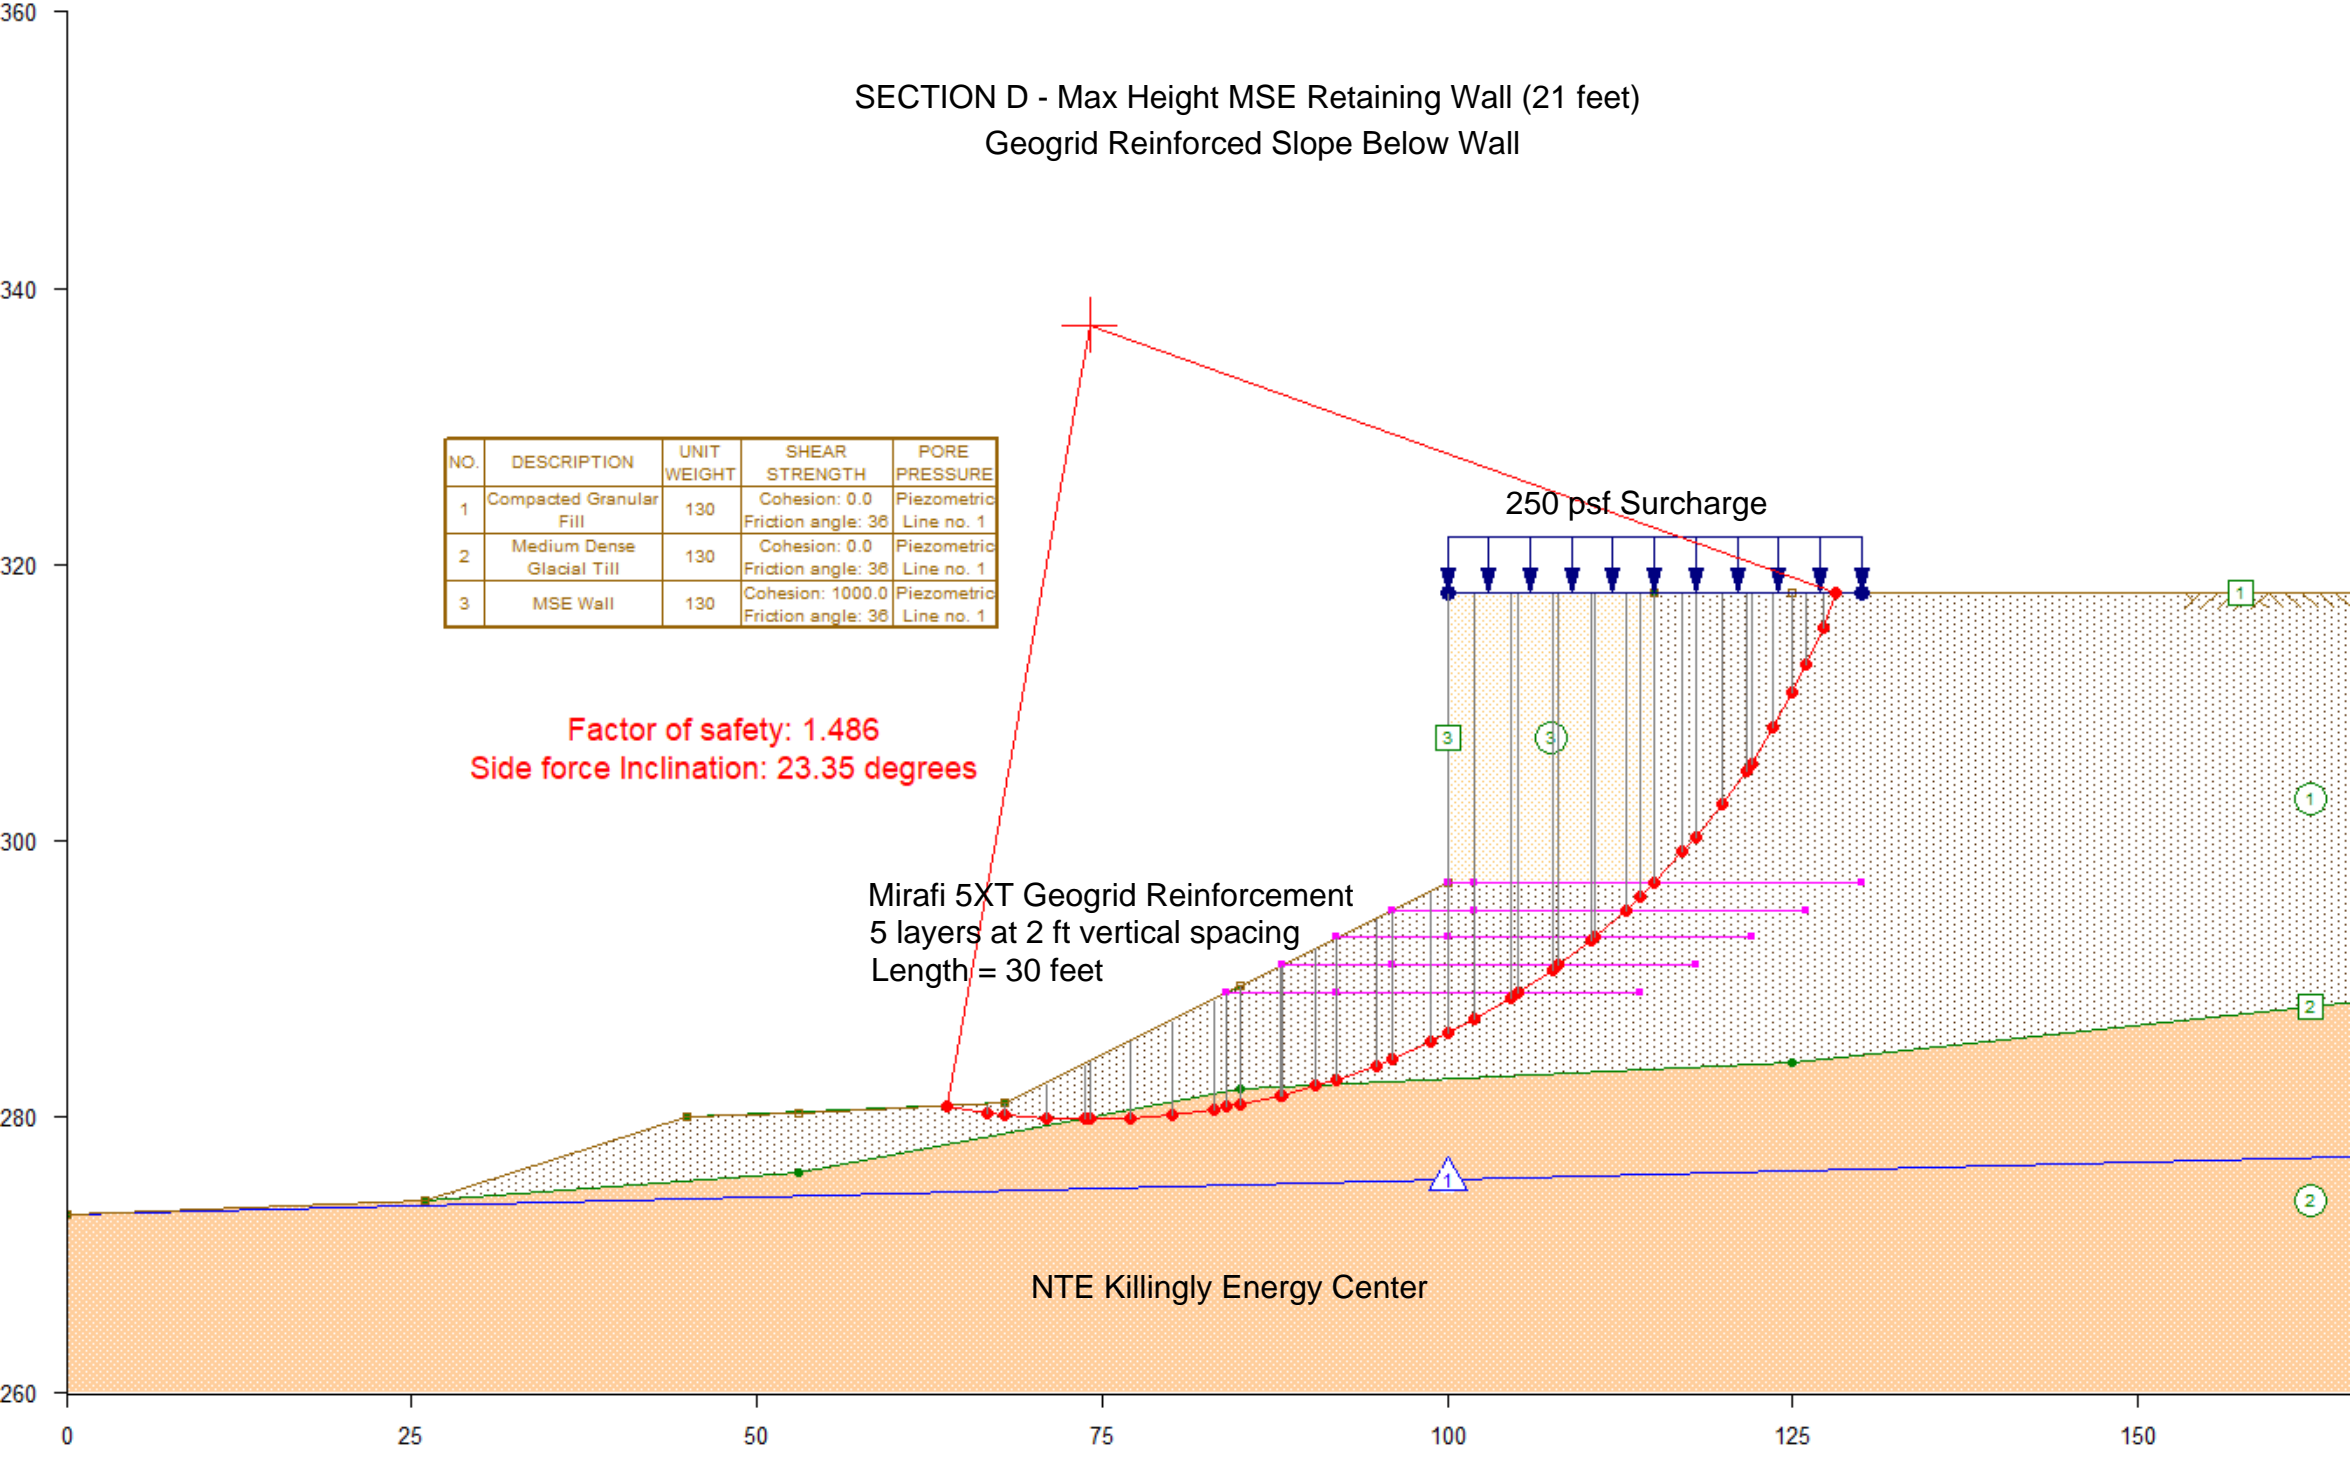 360
SECTION D - Max Height MSE Retaining Wall (21 feet)
Geogrid Reinforced Slope Below Wall
340
NO. DESCRIPTION UNIT WEIGHT SHEAR STRENGTH PORE PRESSURE
1 Compacted Granular Fill 130 Cohesion: 0.0 Friction angle: 36 Piezometric Line no. 1
2 Medium Dense Glacial Till 130 Cohesion: 0.0 Friction angle: 36 Piezometric Line no. 1
3 MSE Wall 130 Cohesion: 1000.0 Friction angle: 36 Piezometric Line no. 1
250 psf Surcharge
320
1
Factor of safety: 1.486
Side force Inclination: 23.35 degrees
3
3
1
300
Mirafi 5XT Geogrid Reinforcement
5 layers at 2 ft vertical spacing
Length = 30 feet
2
280
1
2
NTE Killingly Energy Center
260
0 25 50 75 100 125 150